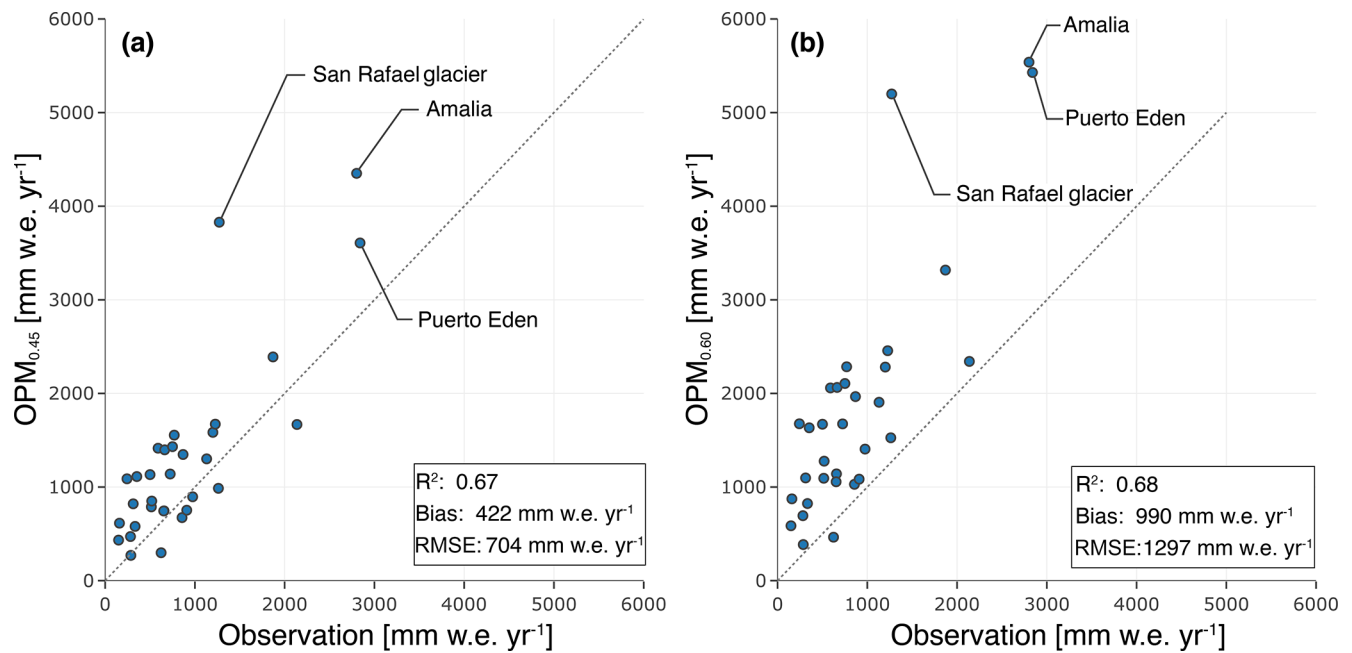 (a)
6000
5000
4000
3000
2000
1000
0
OPM0.45 [mm w.e. yr-1]
San Rafael glacier
Amalia
Puerto Eden
R2: 0.67
Bias: 422 mm w.e. yr-1
RMSE: 704 mm w.e. yr-1
0 1000 2000 3000 4000 5000 6000
Observation [mm w.e. yr-1]
(b)
6000
5000
4000
3000
2000
1000
0
OPM0.60 [mm w.e. yr-1]
Amalia
Puerto Eden
San Rafael glacier
R2: 0.68
Bias: 990 mm w.e. yr-1
RMSE:1297 mm w.e. yr-1
0 1000 2000 3000 4000 5000 6000
Observation [mm w.e. yr-1]